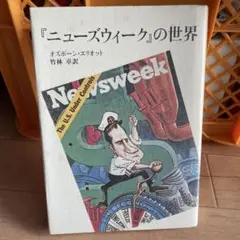 『ニューズウィーク』の世界
オズボーン・エリオット
竹林 卓訳
Newsweek
The U.S. Under Controls